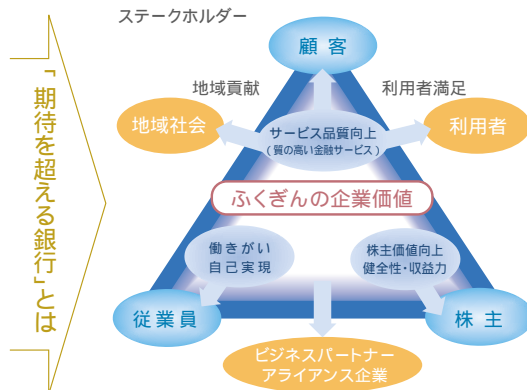 ステークホルダー
「期待を超える銀行」とは
顧客
地域貢献
利用者満足
地域社会
サービス品質向上
(質の高い金融サービス)
利用者
ふくぎんの企業価値
働きがい
自己実現
株主価値向上
健全性・収益力
従業員
株主
ビジネスパートナー
アライアンス企業